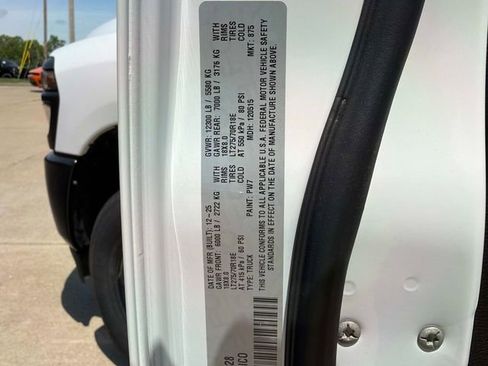 DATE OF MFR (BUILT): 12-25 GVWR: 12300 LB / 5580 KG
GAWR FRONT: 6000 LB / 2722 KG WITH GAWR REAR: 7000 LB / 3176 KG WITH
18X8.0 RIMS 18X8.0 RIMS
LT275/70R18E TIRES LT275/70R18E TIRES
AT 415 kPa / 60 PSI COLD AT 550 kPa / 80 PSI COLD
TYPE: TRUCK PAINT: PW7 MDH: 120515 MKT: 875
THIS VEHICLE CONFORMS TO ALL APPLICABLE U.S.A. FEDERAL MOTOR VEHICLE SAFETY
STANDARDS IN EFFECT ON THE DATE OF MANUFACTURE SHOWN ABOVE.